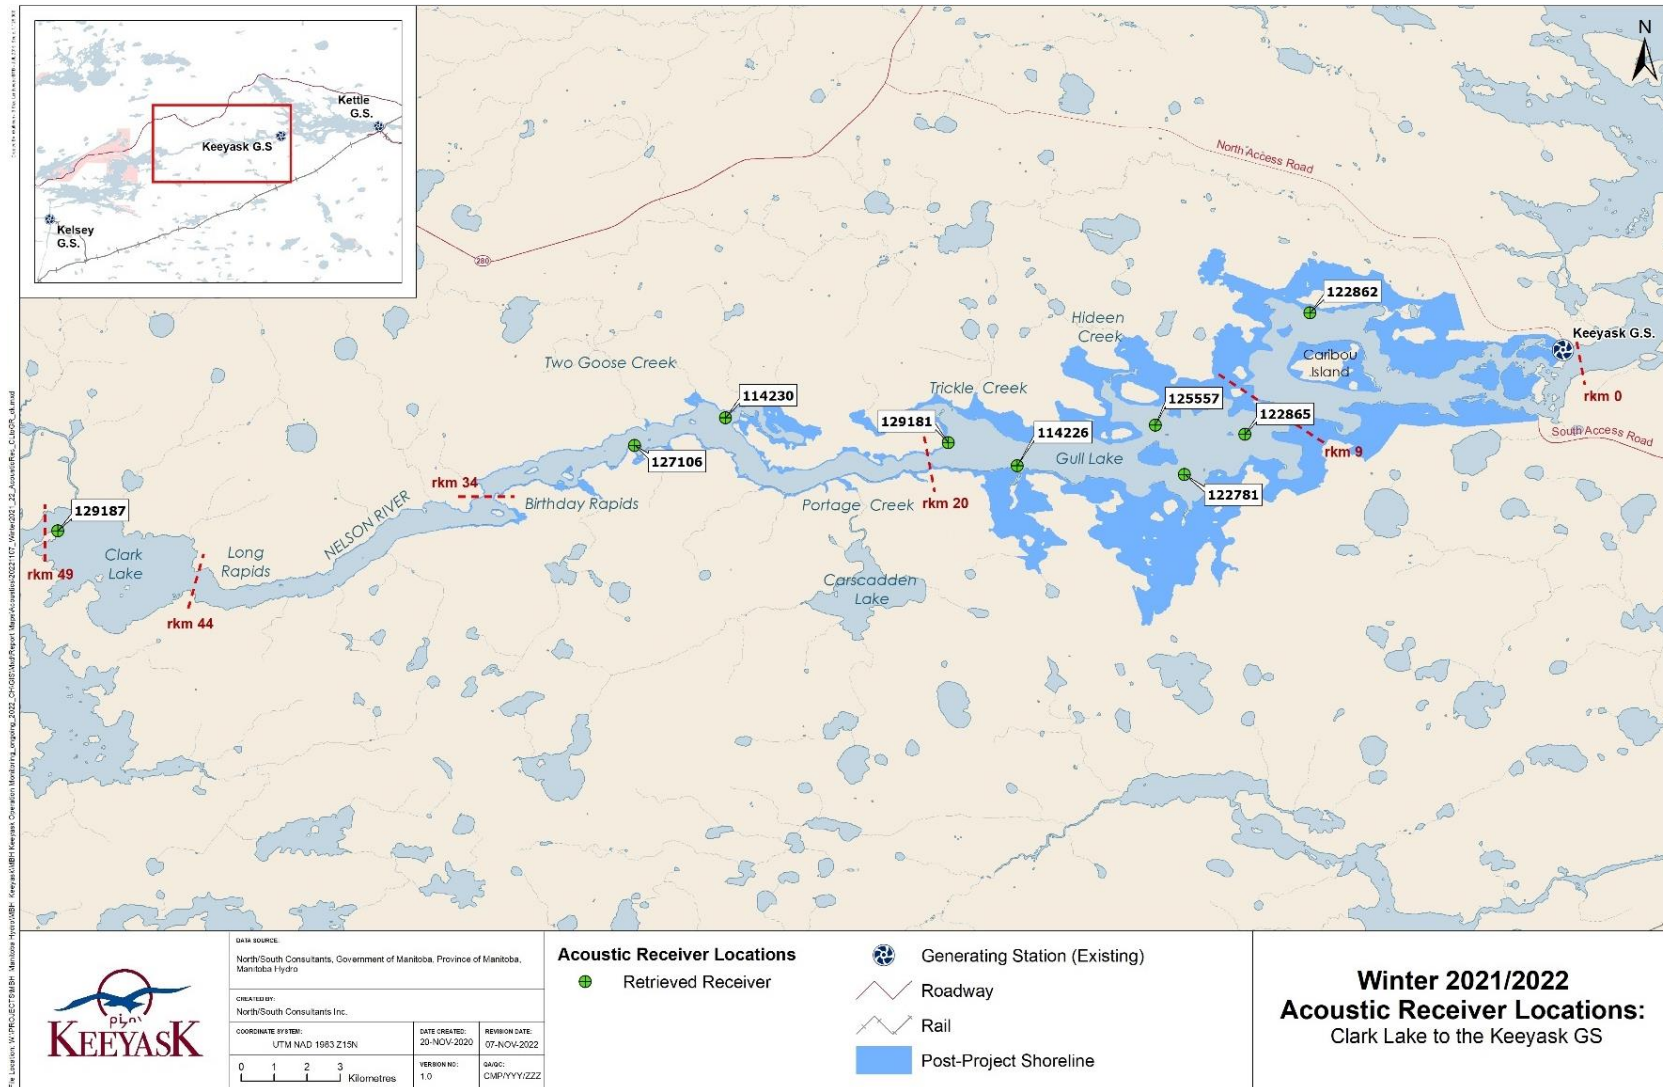 N
Kettle
G.S.
Keeyask G.S
Kelsey
G.S.
North Access Road
280
122862
Hideen
Creek
Keeyask G.S.
Caribou
Island
Two Goose Creek
Trickle Creek
rkm 0
114230
125557
129181
114226
122865
South Access Road
127106
Gull Lake
rkm 9
rkm 34
122781
Birthday Rapids
Portage Creek
rkm 20
129187
NELSON RIVER
Clark
Lake
Long
Rapids
rkm 49
Carscadden
Lake
rkm 44
KEEYASK
DATA SOURCE:
North/South Consultants, Government of Manitoba, Province of Manitoba,
Manitoba Hydro
CREATED BY:
North/South Consultants Inc.
COORDINATE SYSTEM:
UTM NAD 1983 Z15N
DATE CREATED:
20-NOV-2020
REVISION DATE:
07-NOV-2022
0 1 2 3 Kilometres
VERSION NO:
1.0
QA/QC:
CMP/YYY/ZZZ
Acoustic Receiver Locations
Retrieved Receiver
Generating Station (Existing)
Roadway
Rail
Post-Project Shoreline
Winter 2021/2022
Acoustic Receiver Locations:
Clark Lake to the Keeyask GS